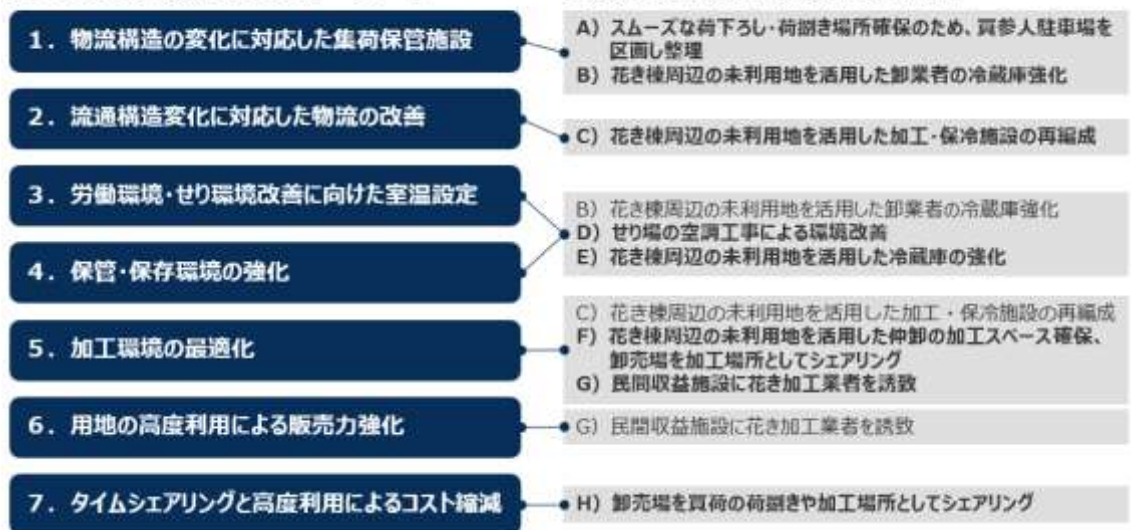 1．物流構造の変化に対応した集荷保管施設
A）スムーズな荷下ろし・荷捌き場所確保のため、買参人駐車場を
区画し整理
B）花き棟周辺の未利用地を活用した卸業者の冷蔵庫強化
2．流通構造変化に対応した物流の改善
C）花き棟周辺の未利用地を活用した加工・保冷施設の再編成
3．労働環境・せり環境改善に向けた室温設定
4．保管・保存環境の強化
B）花き棟周辺の未利用地を活用した卸業者の冷蔵庫強化
D）せり場の空調工事による環境改善
E）花き棟周辺の未利用地を活用した冷蔵庫の強化
5．加工環境の最適化
C）花き棟周辺の未利用地を活用した加工・保冷施設の再編成
F）花き棟周辺の未利用地を活用した仲卸の加工スペース確保、
卸売場を加工場所としてシェアリング
G）民間収益施設に花き加工業者を誘致
6．用地の高度利用による販売力強化
G）民間収益施設に花き加工業者を誘致
7．タイムシェアリングと高度利用によるコスト縮減
H）卸売場を買荷の荷捌きや加工場所としてシェアリング